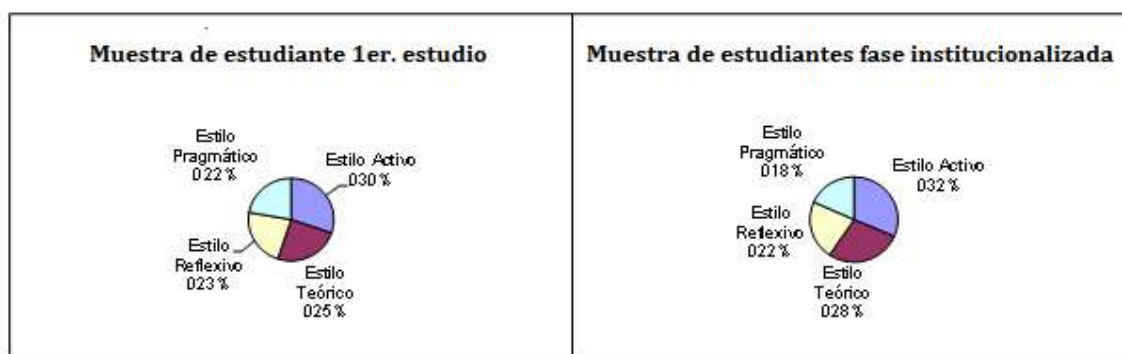 Muestra de estudiante 1er. estudio
Estilo
Pragmático
022%
Estilo Activo
030%
Estilo
Reflexivo
023%
Estilo
Teórico
025%
Muestra de estudiantes fase institucionalizada
Estilo
Pragmático
018%
Estilo Activo
032%
Estilo
Reflexivo
022%
Estilo
Teórico
028%